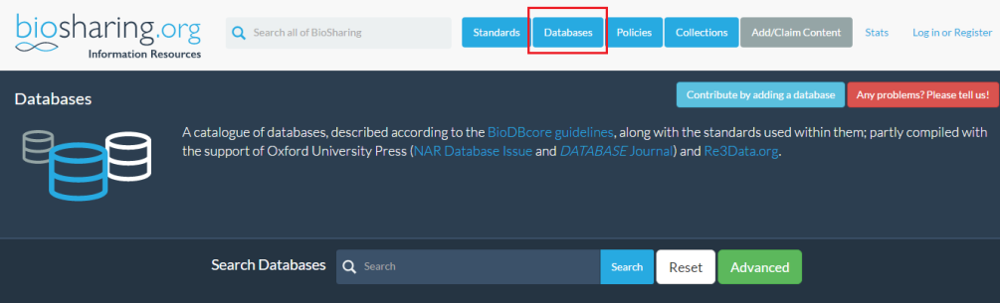 biosharing.org
Information Resources
Search all of BioSharing
Standards
Databases
Policies
Collections
Add/Claim Content
Stats
Log in or Register
Databases
Contribute by adding a database
Any problems? Please tell us!
A catalogue of databases, described according to the BioDBcore guidelines, along with the standards used within them; partly compiled with
the support of Oxford University Press (NAR Database Issue and DATABASE Journal) and Re3Data.org.
Search Databases
Search
Search
Reset
Advanced